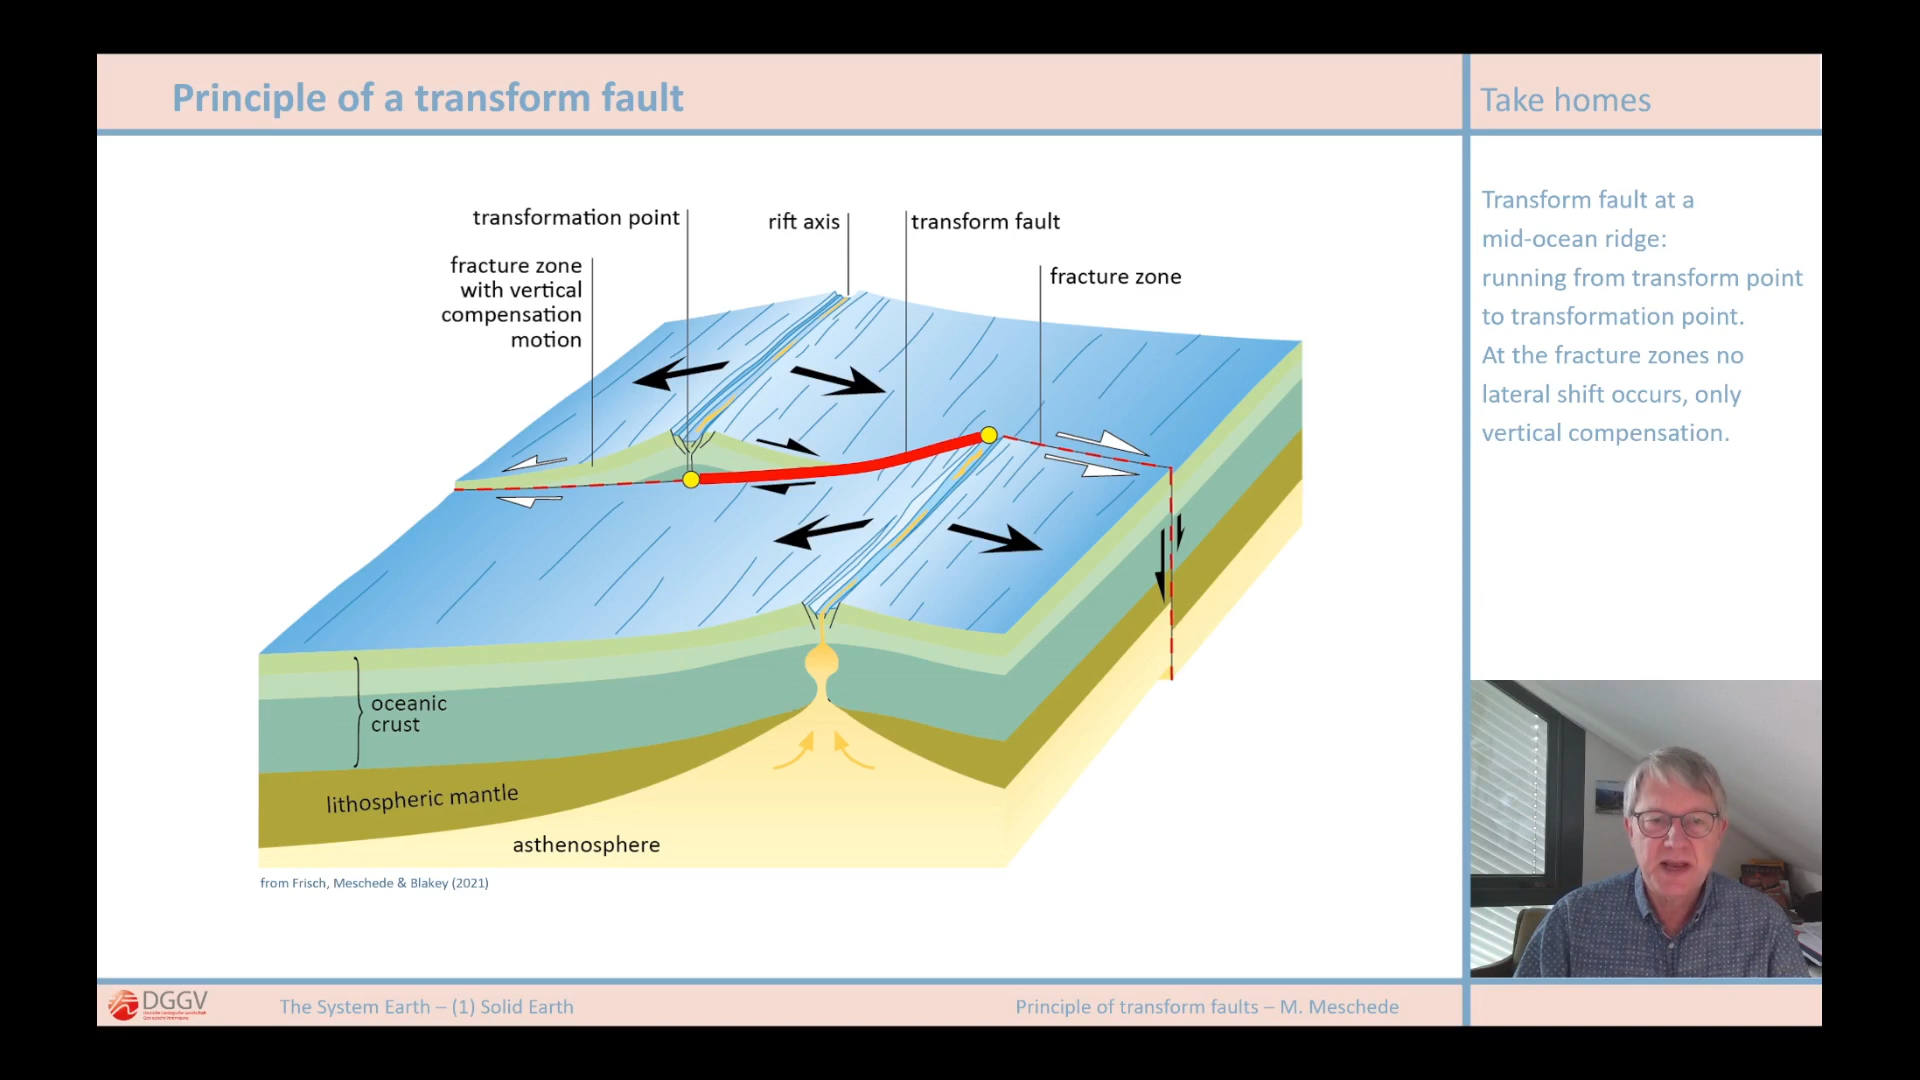 Principle of a transform fault
Take homes
transformation point
rift axis
transform fault
fracture zone
with vertical
compensation
motion
fracture zone
oceanic
crust
lithospheric mantle
asthenosphere
from Frisch, Meschede & Blakey (2021)
Transform fault at a
mid-ocean ridge:
running from transform point
to transformation point.
At the fracture zones no
lateral shift occurs, only
vertical compensation.
DGGV
The System Earth – (1) Solid Earth
Principle of transform faults – M. Meschede